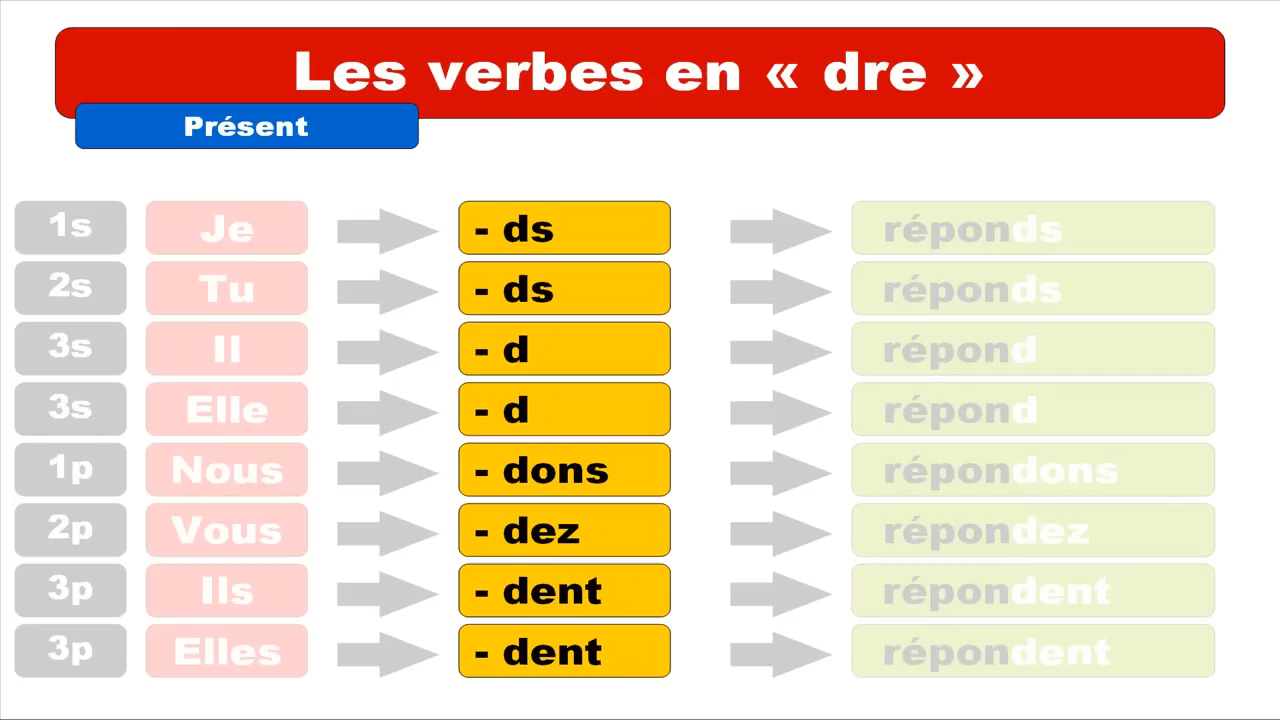 Les verbes en « dre »
Présent
1s Je - ds réponds
2s Tu - ds réponds
3s Il - d répond
3s Elle - d répond
1p Nous - dons répondons
2p Vous - dez répondez
3p Ils - dent répondent
3p Elles - dent répondent